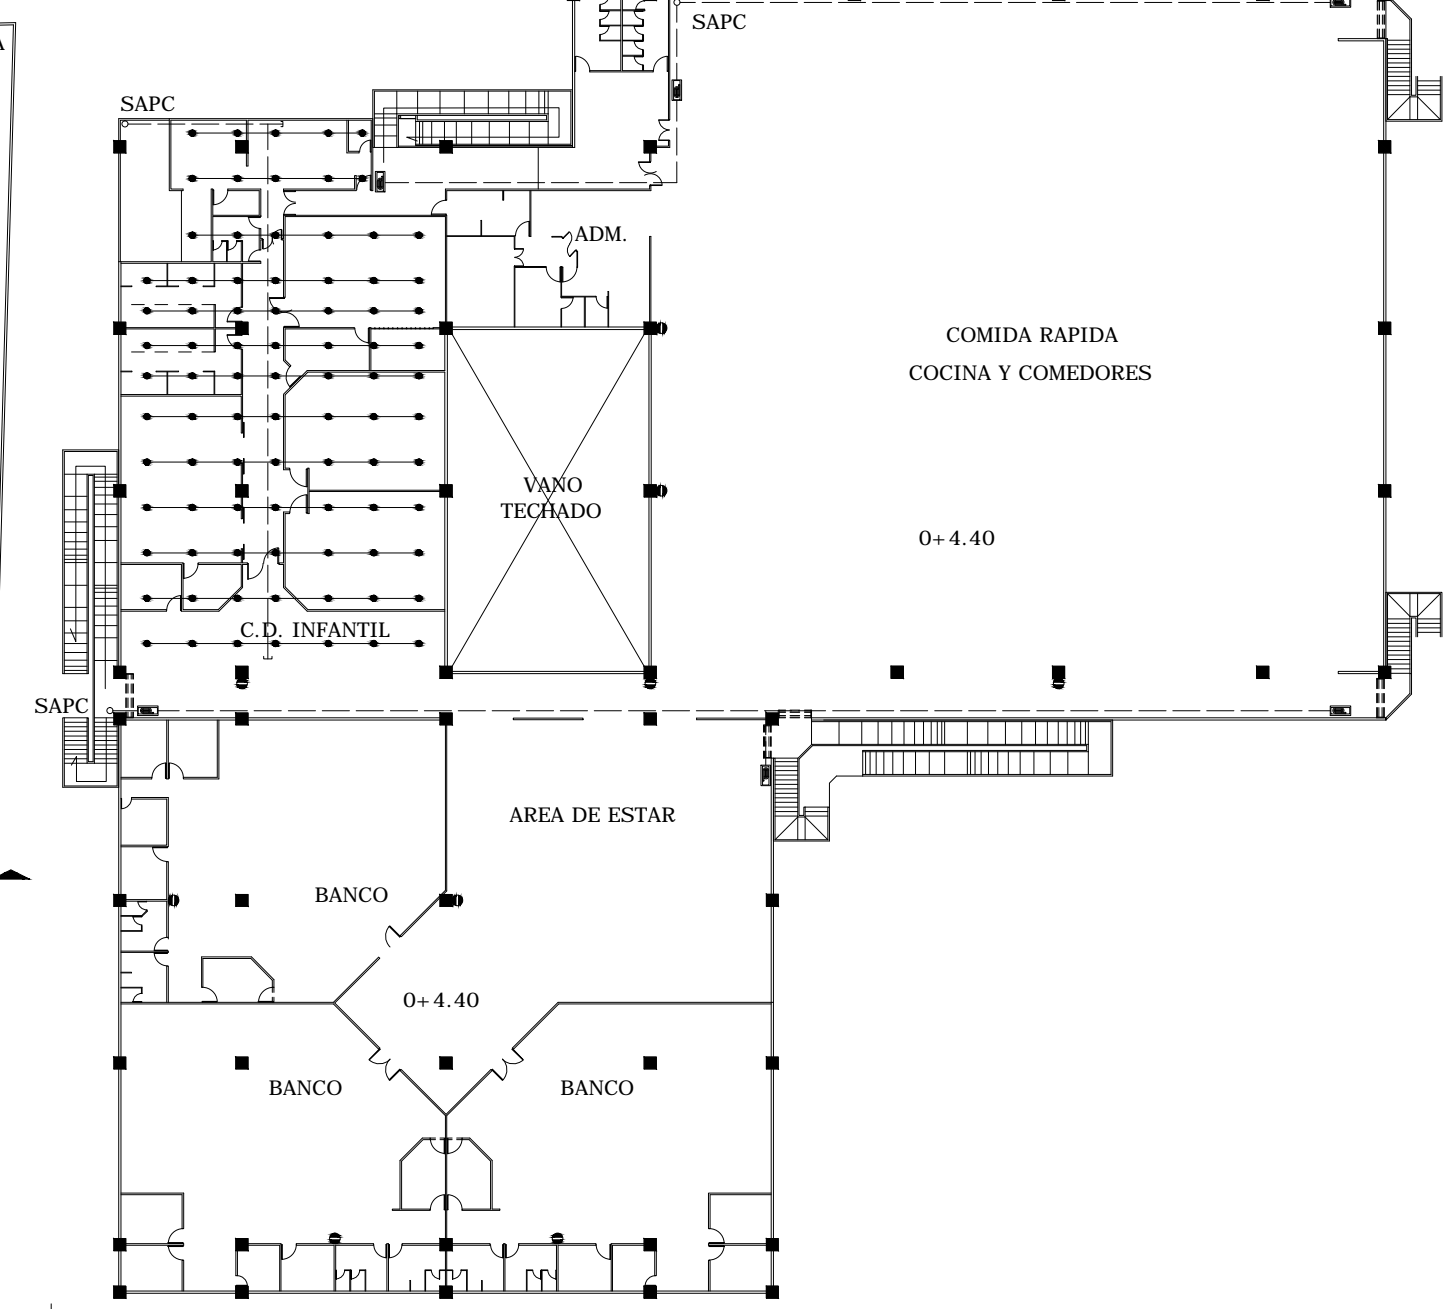 A
SAPC
SAPC
ADM.
COMIDA RAPIDA
COCINA Y COMEDORES
VANO
TECHADO
0+4.40
C.D. INFANTIL
SAPC
AREA DE ESTAR
BANCO
0+4.40
BANCO
BANCO